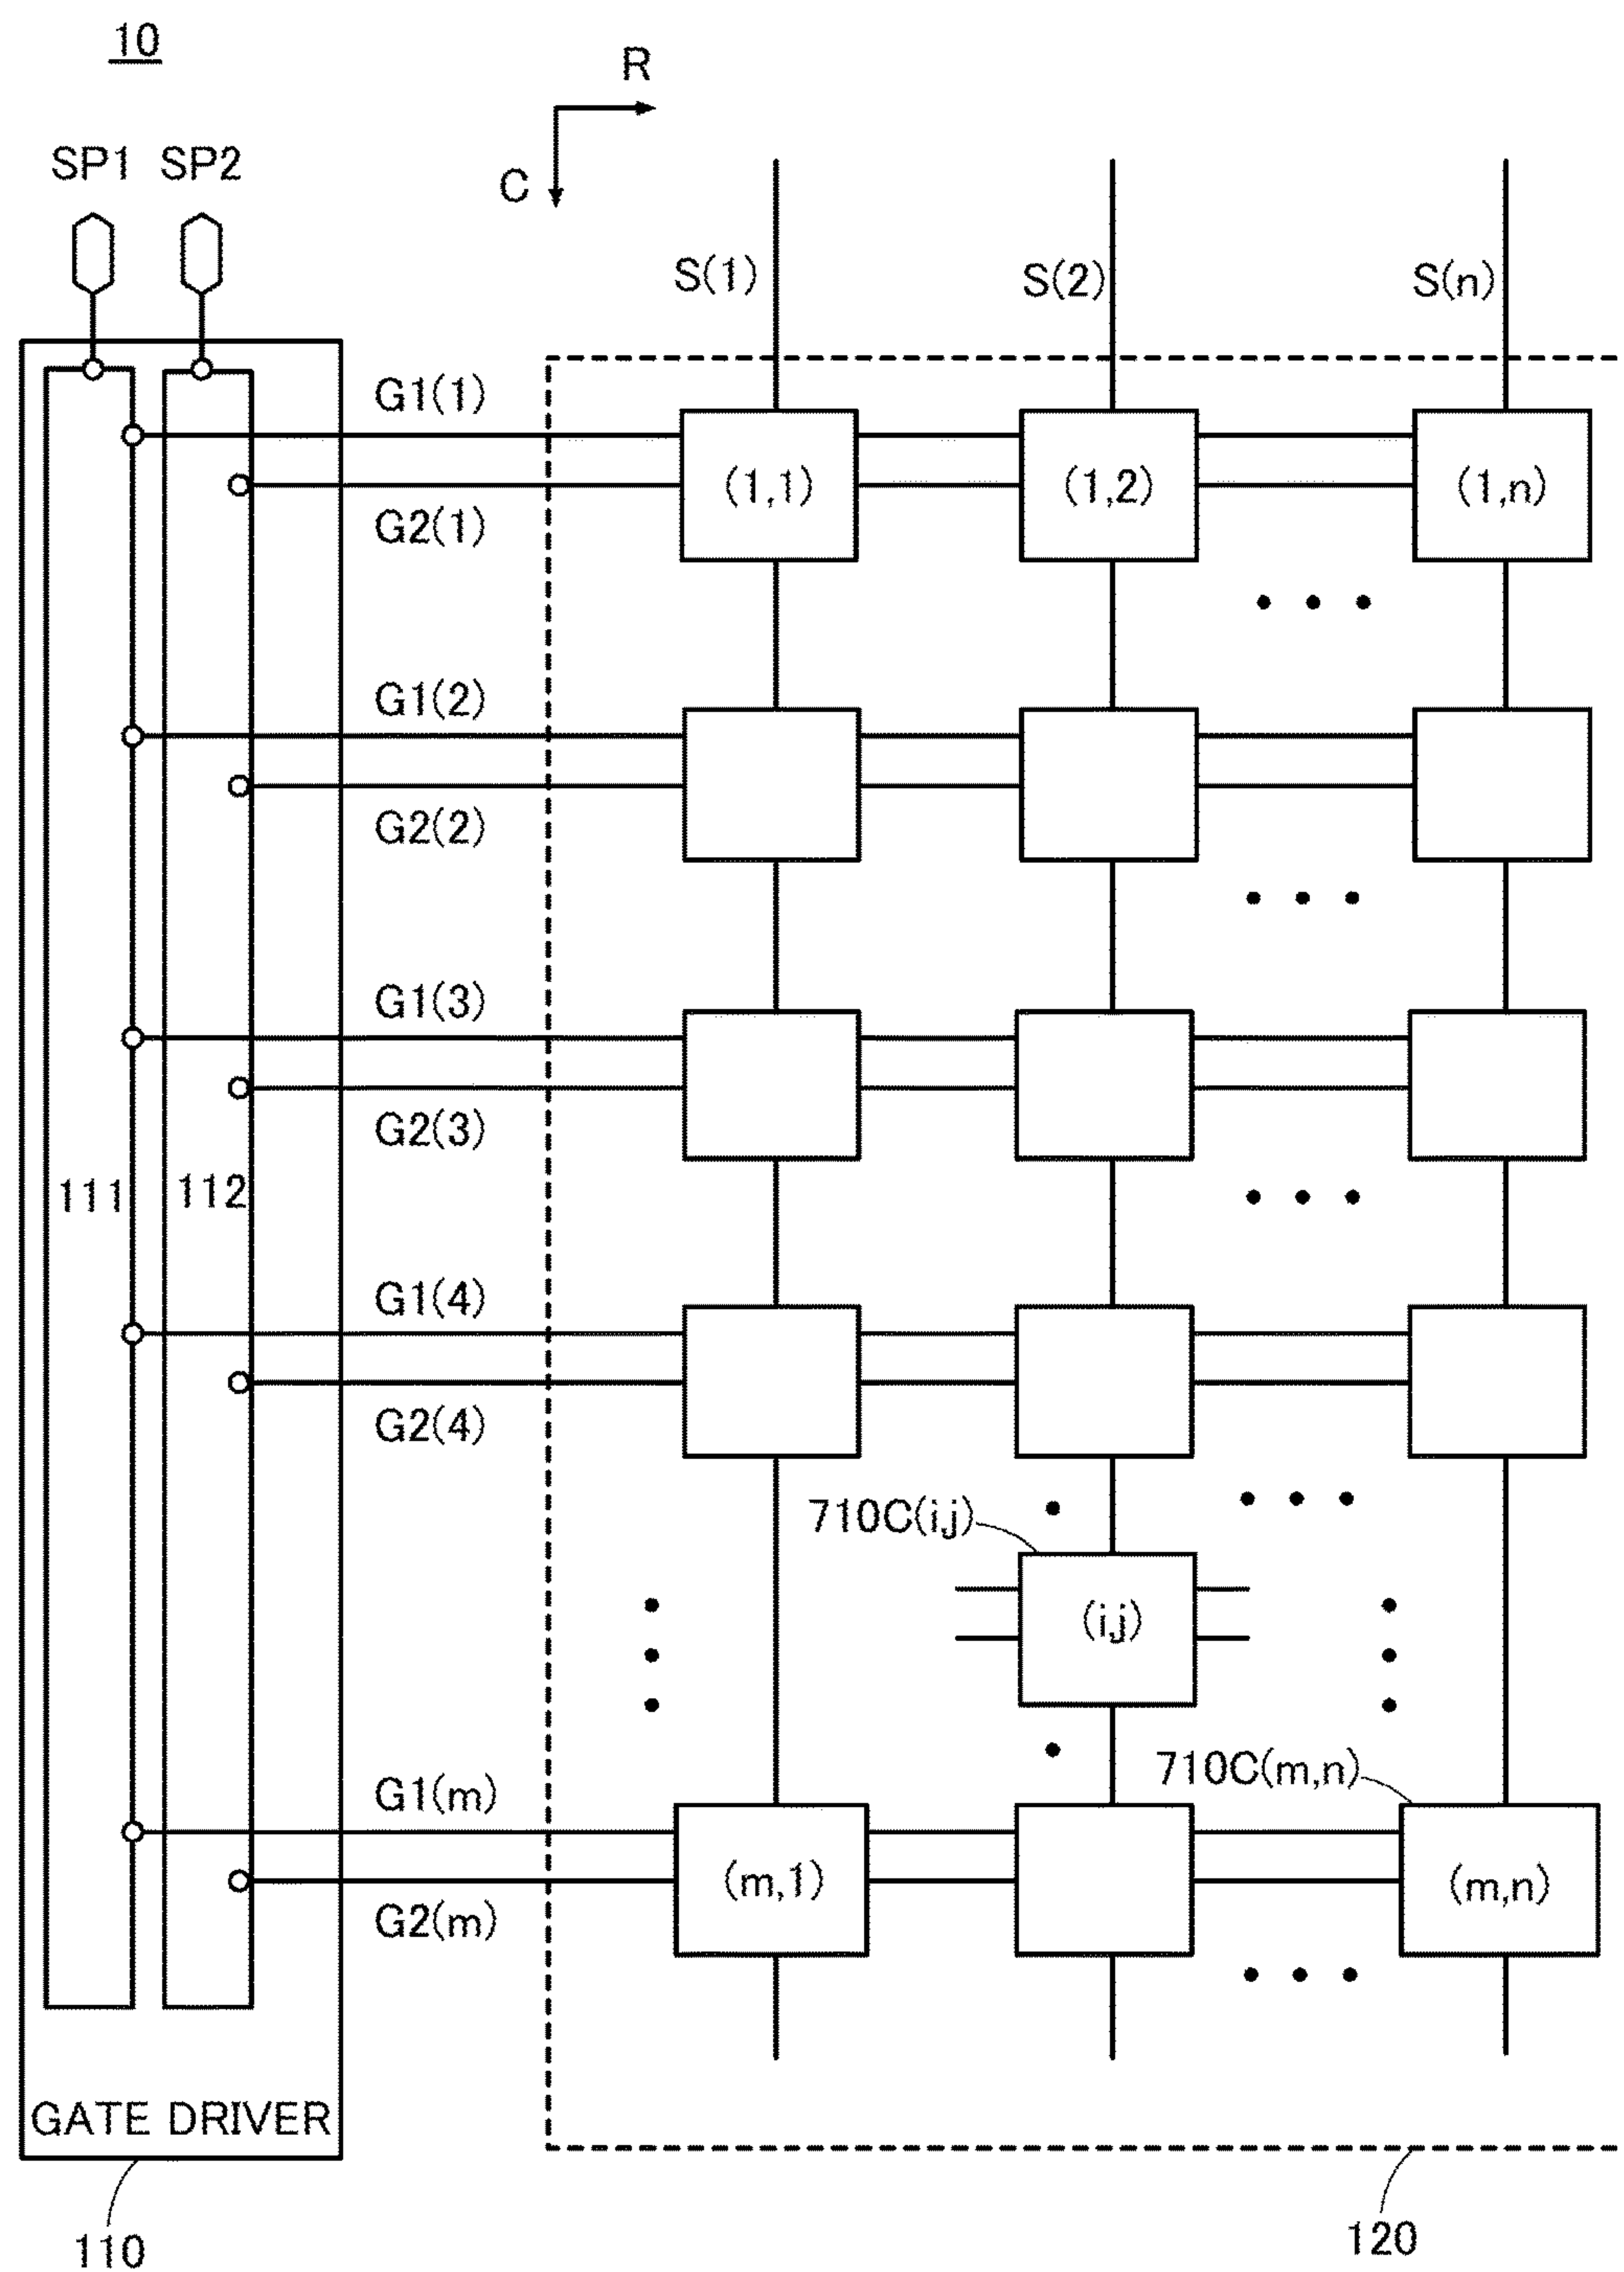 10
R
C
SP1 SP2
S(1) S(2) S(n)
G1(1)
(1,1) (1,2) (1,n)
G2(1)
G1(2)
G2(2)
G1(3)
G2(3)
111 112
G1(4)
G2(4)
710C(i,j)
(i,j)
710C(m,n)
G1(m)
(m,1) (m,n)
G2(m)
GATE DRIVER
110 120